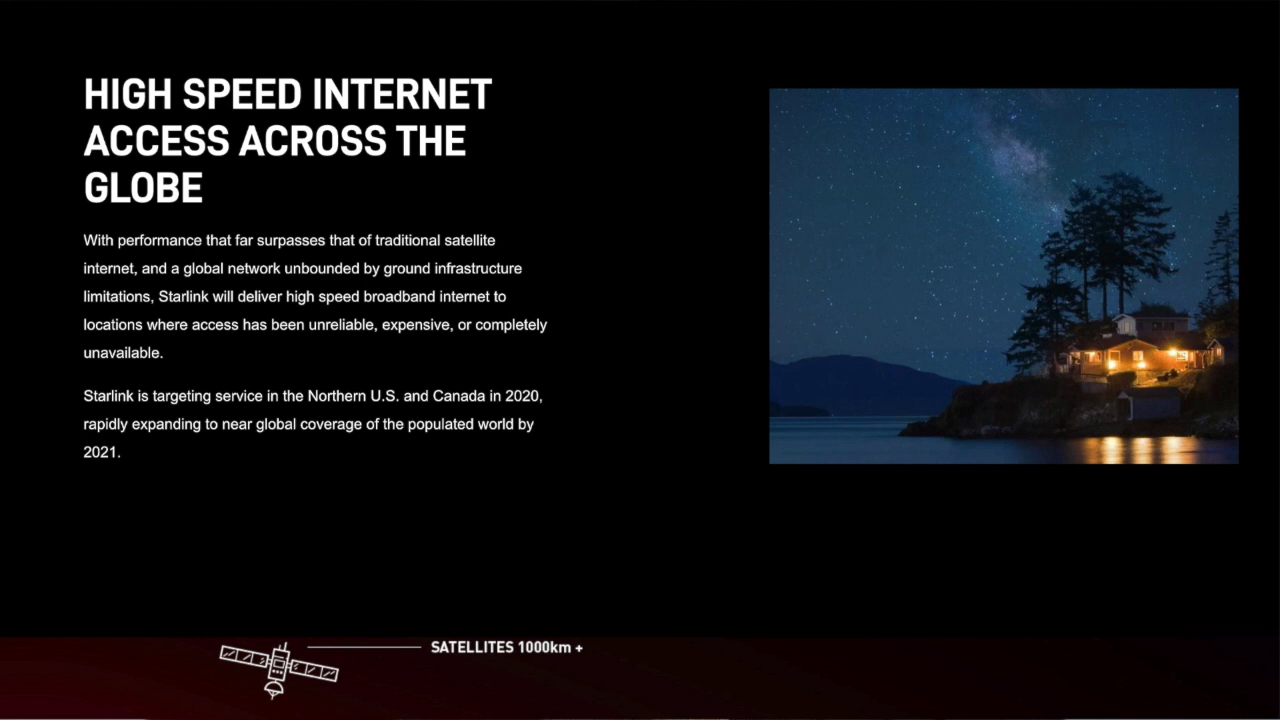 HIGH SPEED INTERNET
ACCESS ACROSS THE
GLOBE
With performance that far surpasses that of traditional satellite
internet, and a global network unbounded by ground infrastructure
limitations, Starlink will deliver high speed broadband internet to
locations where access has been unreliable, expensive, or completely
unavailable.
Starlink is targeting service in the Northern U.S. and Canada in 2020,
rapidly expanding to near global coverage of the populated world by
2021.
SATELLITES 1000km +